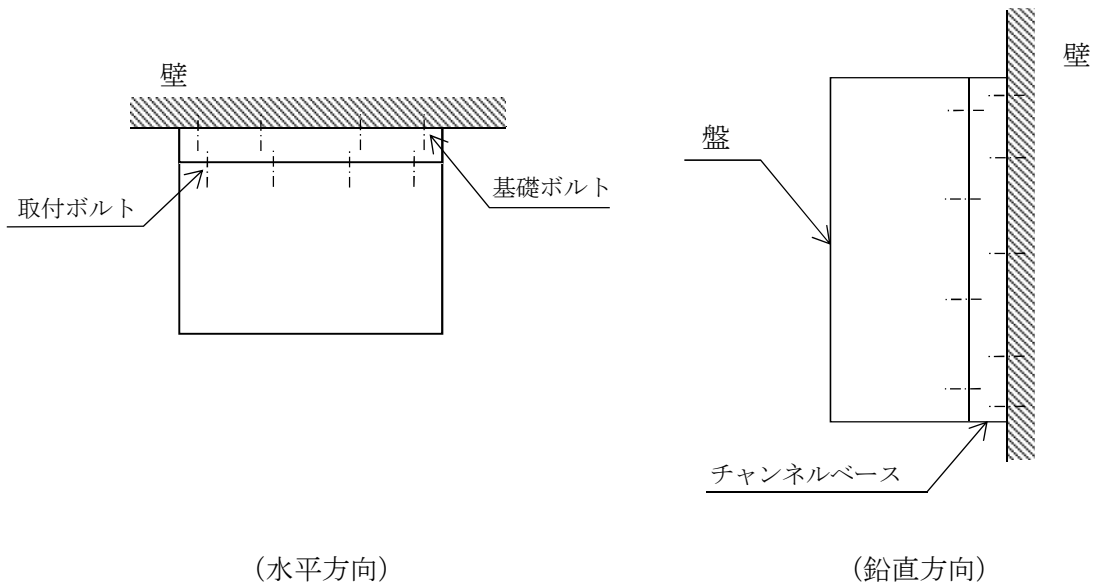 壁
取付ボルト
基礎ボルト
(水平方向)
壁
盤
チャンネルベース
(鉛直方向)